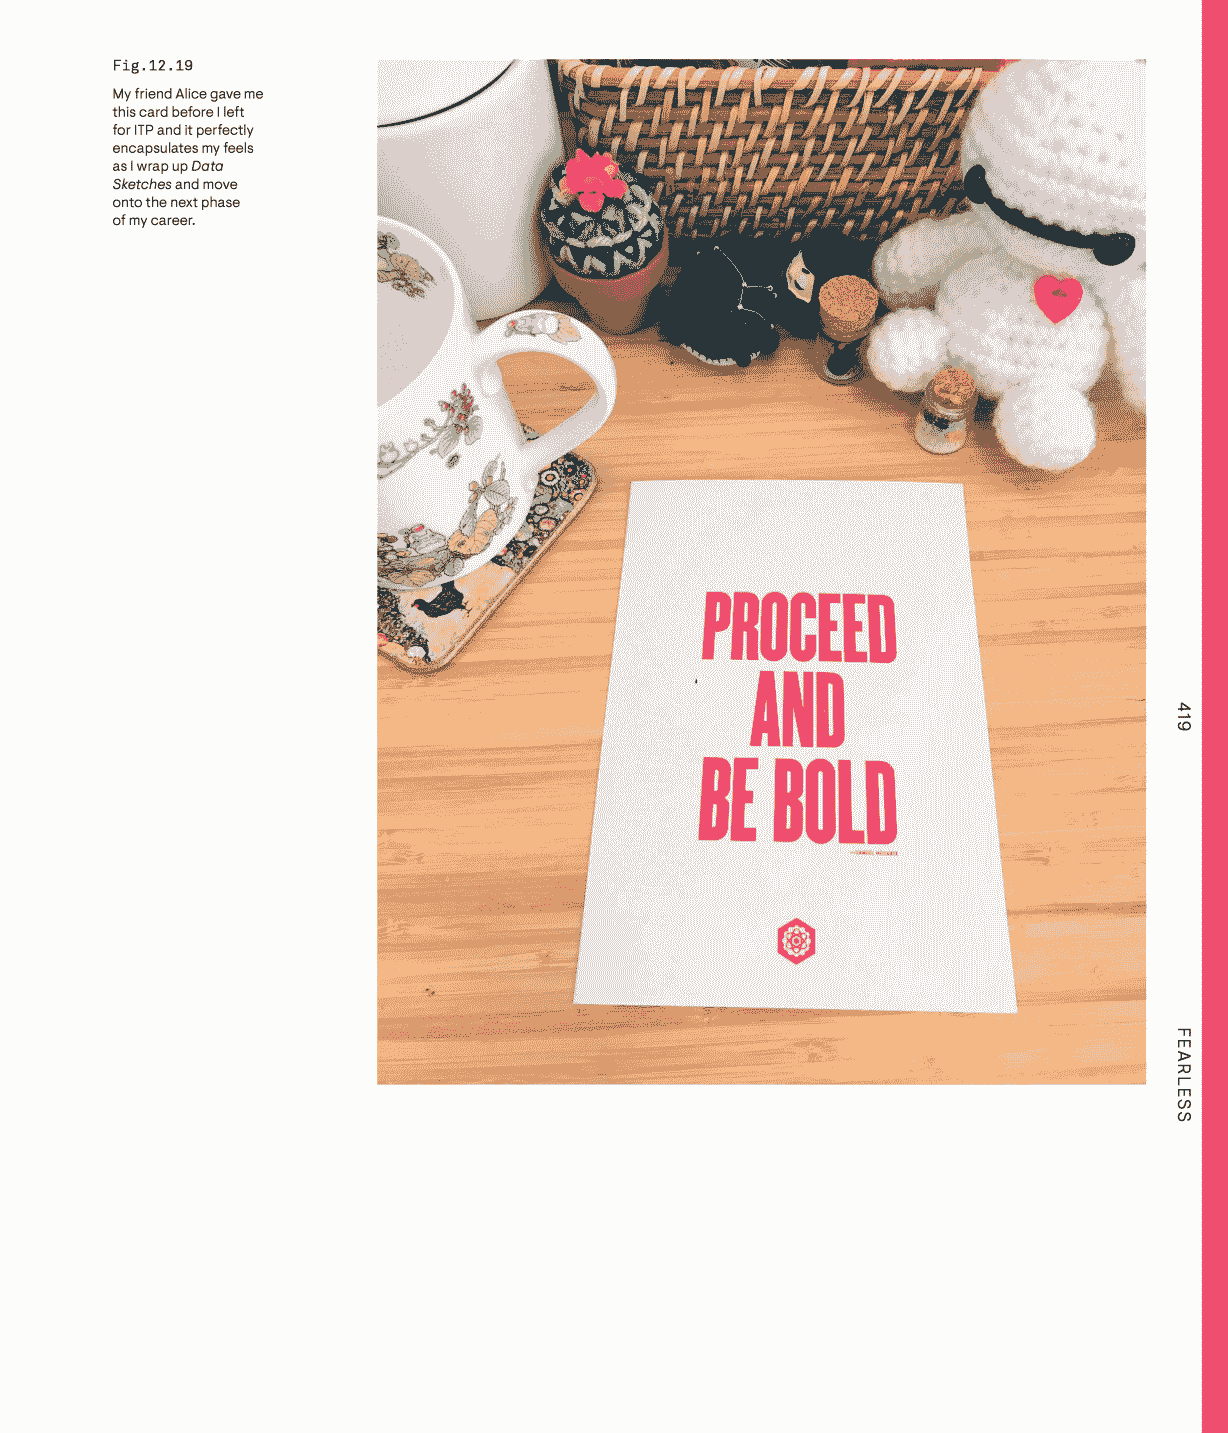 Fig.12.19
My friend Alice gave me
this card before I left
for ITP and it perfectly
encapsulates my feels
as I wrap up Data
Sketches and move
onto the next phase
of my career.
PROCEED
AND
BE BOLD
419
FEARLESS